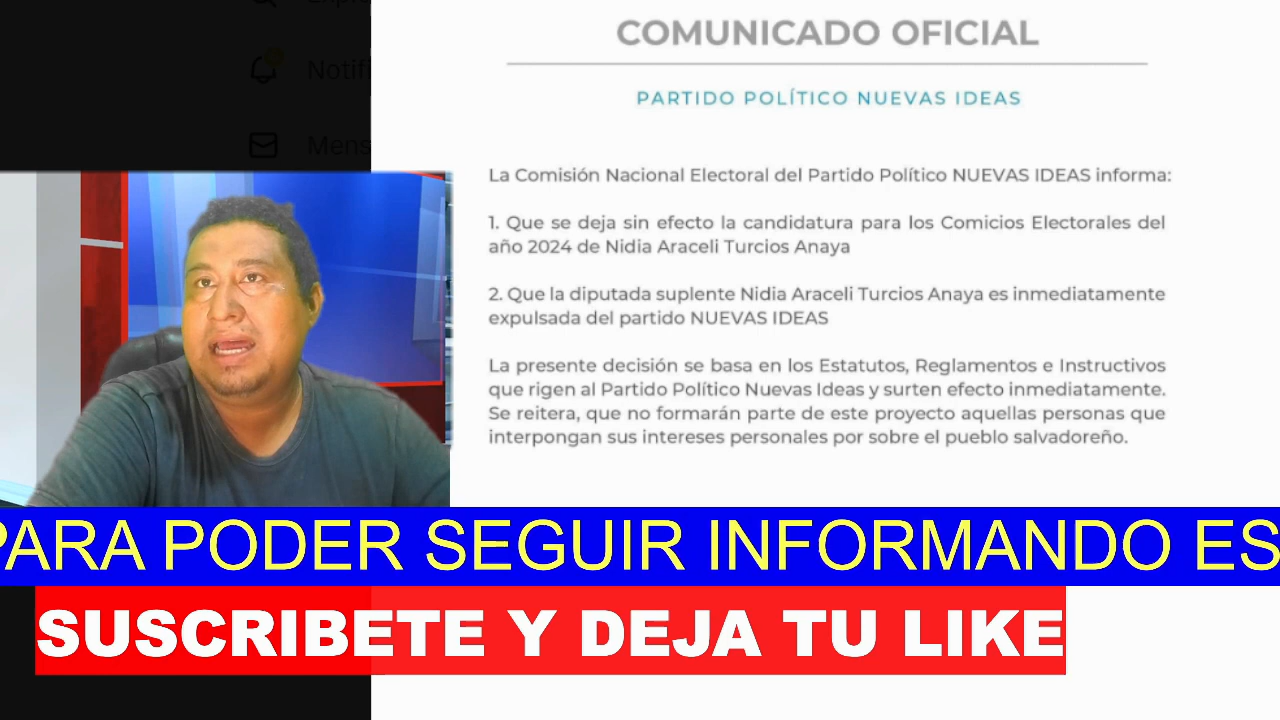 Notif
Mens
COMUNICADO OFICIAL
PARTIDO POLÍTICO NUEVAS IDEAS
La Comisión Nacional Electoral del Partido Político NUEVAS IDEAS informa:
1. Que se deja sin efecto la candidatura para los Comicios Electorales del
año 2024 de Nidia Araceli Turcios Anaya
2. Que la diputada suplente Nidia Araceli Turcios Anaya es inmediatamente
expulsada del partido NUEVAS IDEAS
La presente decisión se basa en los Estatutos, Reglamentos e Instructivos
que rigen al Partido Político Nuevas Ideas y surten efecto inmediatamente.
Se reitera, que no formarán parte de este proyecto aquellas personas que
interpongan sus intereses personales por sobre el pueblo salvadoreño.
PARA PODER SEGUIR INFORMANDO ES
SUSCRIBETE Y DEJA TU LIKE